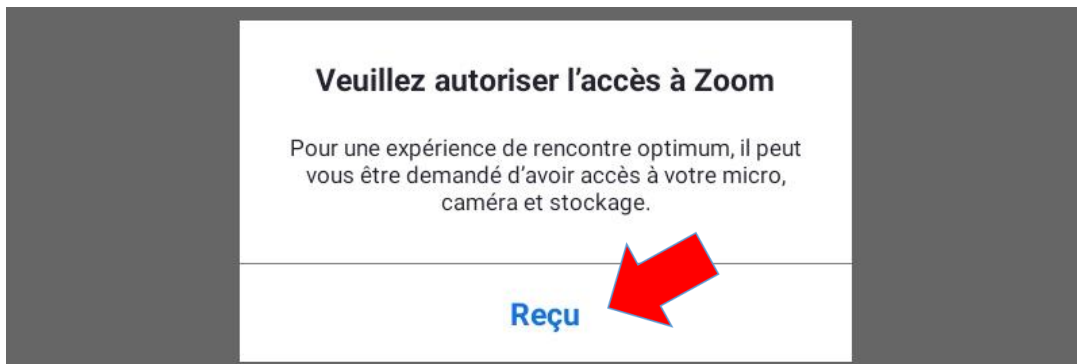 Veuillez autoriser l’accès à Zoom
Pour une expérience de rencontre optimum, il peut
vous être demandé d’avoir accès à votre micro,
caméra et stockage.
Reçu